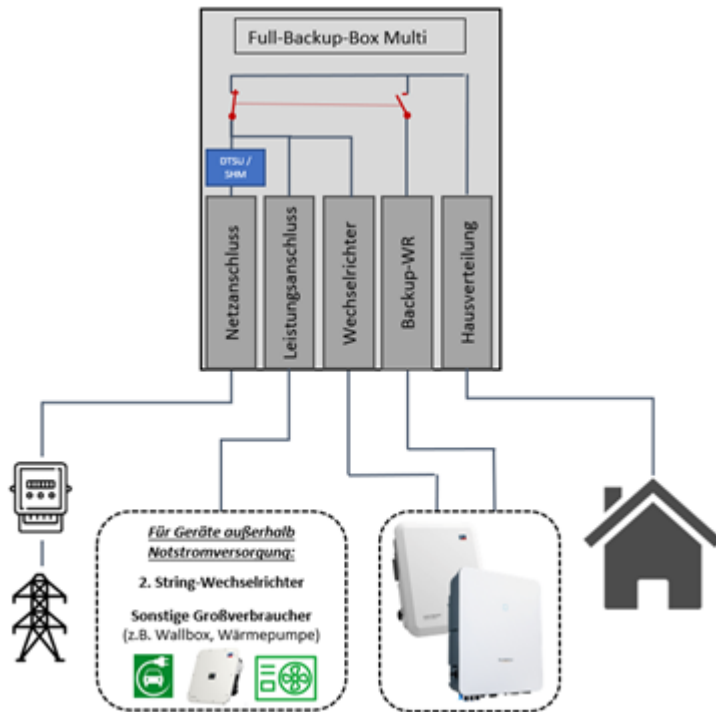 Full-Backup-Box Multi
DTSU /
SHM
Netzanschluss
Leistungsanschluss
Wechselrichter
Backup-WR
Hausverteilung
Für Geräte außerhalb
Notstromversorgung:
2. String-Wechselrichter
Sonstige Großverbraucher
(z.B. Wallbox, Wärmepumpe)